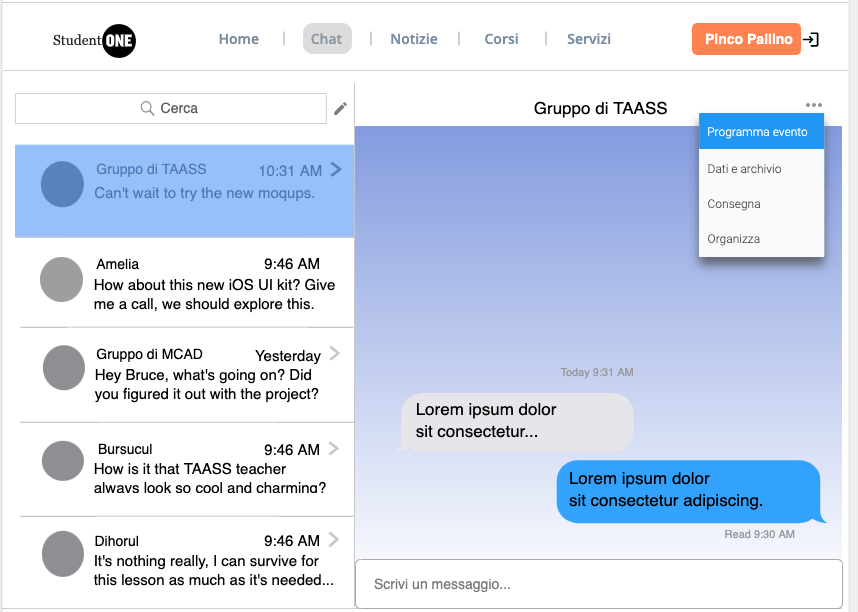 StudentONE
Home | Chat | Notizie | Corsi | Servizi
Pinco Pallino
Cerca
Gruppo di TAASS 10:31 AM
Can't wait to try the new moqups.
Amelia 9:46 AM
How about this new iOS UI kit? Give
me a call, we should explore this.
Gruppo di MCAD Yesterday
Hey Bruce, what's going on? Did
you figured it out with the project?
Bursucul 9:46 AM
How is it that TAASS teacher
always look so cool and charming?
Dihorul 9:46 AM
It's nothing really, I can survive for
this lesson as much as it's needed...
Gruppo di TAASS
Programma evento
Dati e archivio
Consegna
Organizza
Today 9:31 AM
Lorem ipsum dolor
sit consectetur...
Lorem ipsum dolor
sit consectetur adipiscing.
Read 9:30 AM
Scrivi un messaggio...